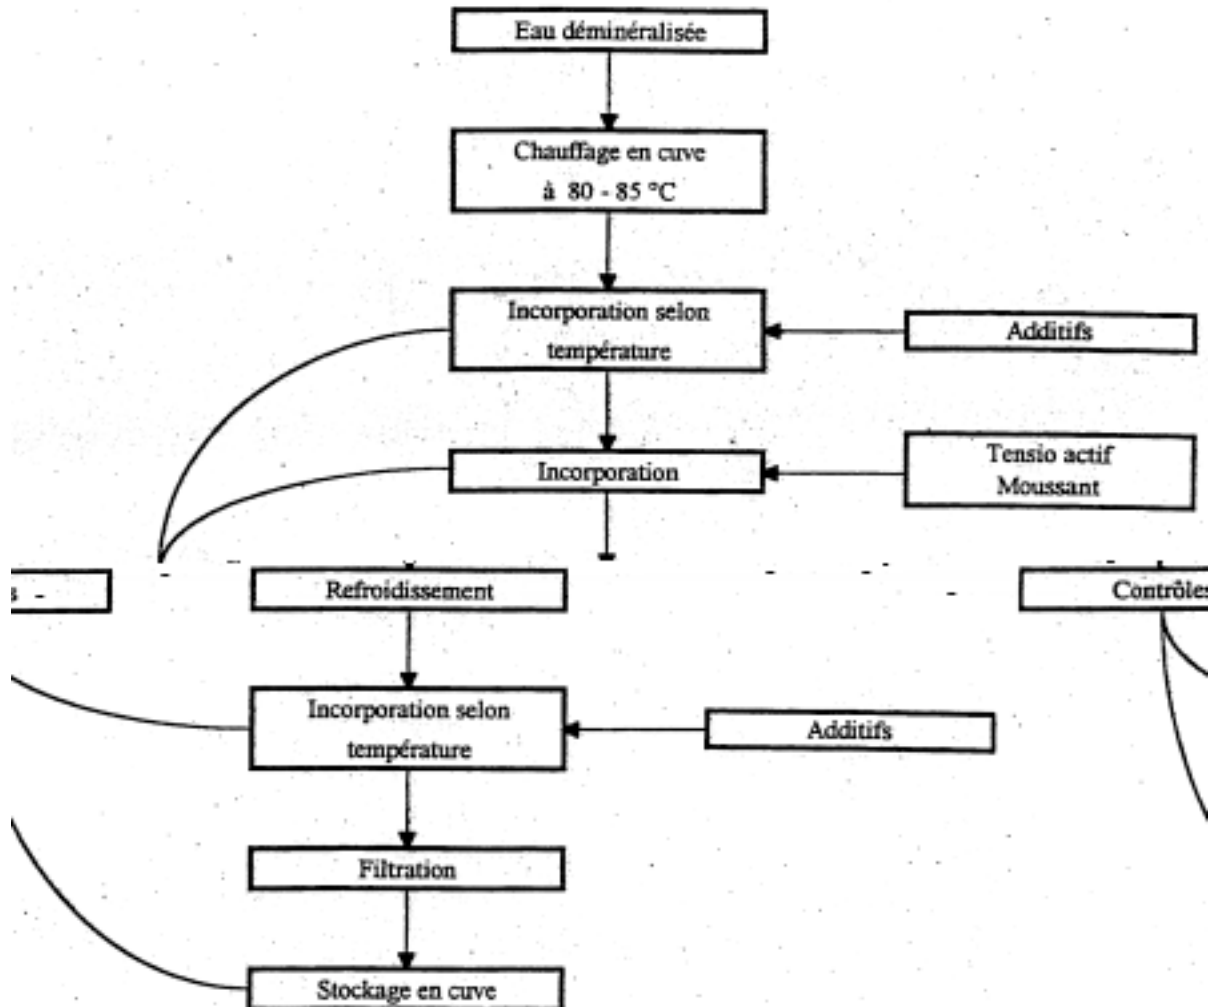 Eau déminéralisée
Chauffage en cuve
à 80 - 85 °C
Incorporation selon
température
Additifs
Incorporation
Tensio actif
Moussant
s
Refroidissement
Contrôles
Incorporation selon
température
Additifs
Filtration
Stockage en cuve